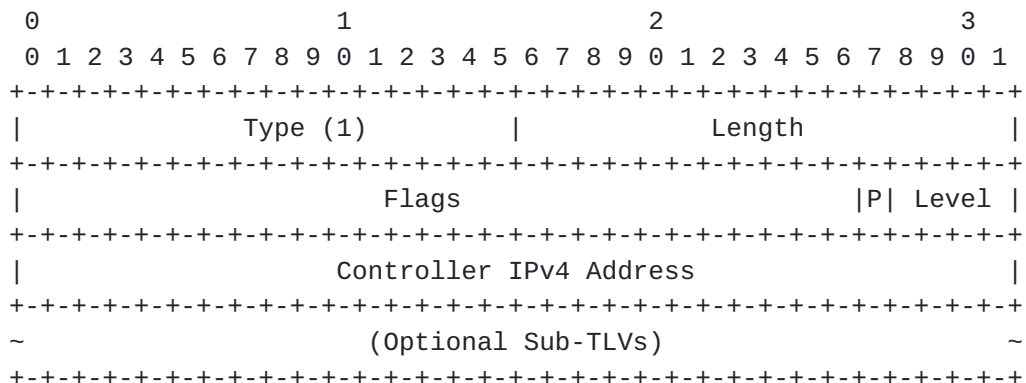 0                   1                   2                   3
 0 1 2 3 4 5 6 7 8 9 0 1 2 3 4 5 6 7 8 9 0 1 2 3 4 5 6 7 8 9 0 1
+-+-+-+-+-+-+-+-+-+-+-+-+-+-+-+-+-+-+-+-+-+-+-+-+-+-+-+-+-+-+-+-+
|              Type (1)         |            Length             |
+-+-+-+-+-+-+-+-+-+-+-+-+-+-+-+-+-+-+-+-+-+-+-+-+-+-+-+-+-+-+-+-+
|                       Flags                         |P| Level |
+-+-+-+-+-+-+-+-+-+-+-+-+-+-+-+-+-+-+-+-+-+-+-+-+-+-+-+-+-+-+-+-+
|                    Controller IPv4 Address                    |
+-+-+-+-+-+-+-+-+-+-+-+-+-+-+-+-+-+-+-+-+-+-+-+-+-+-+-+-+-+-+-+-+
~                      (Optional Sub-TLVs)                      ~
+-+-+-+-+-+-+-+-+-+-+-+-+-+-+-+-+-+-+-+-+-+-+-+-+-+-+-+-+-+-+-+-+